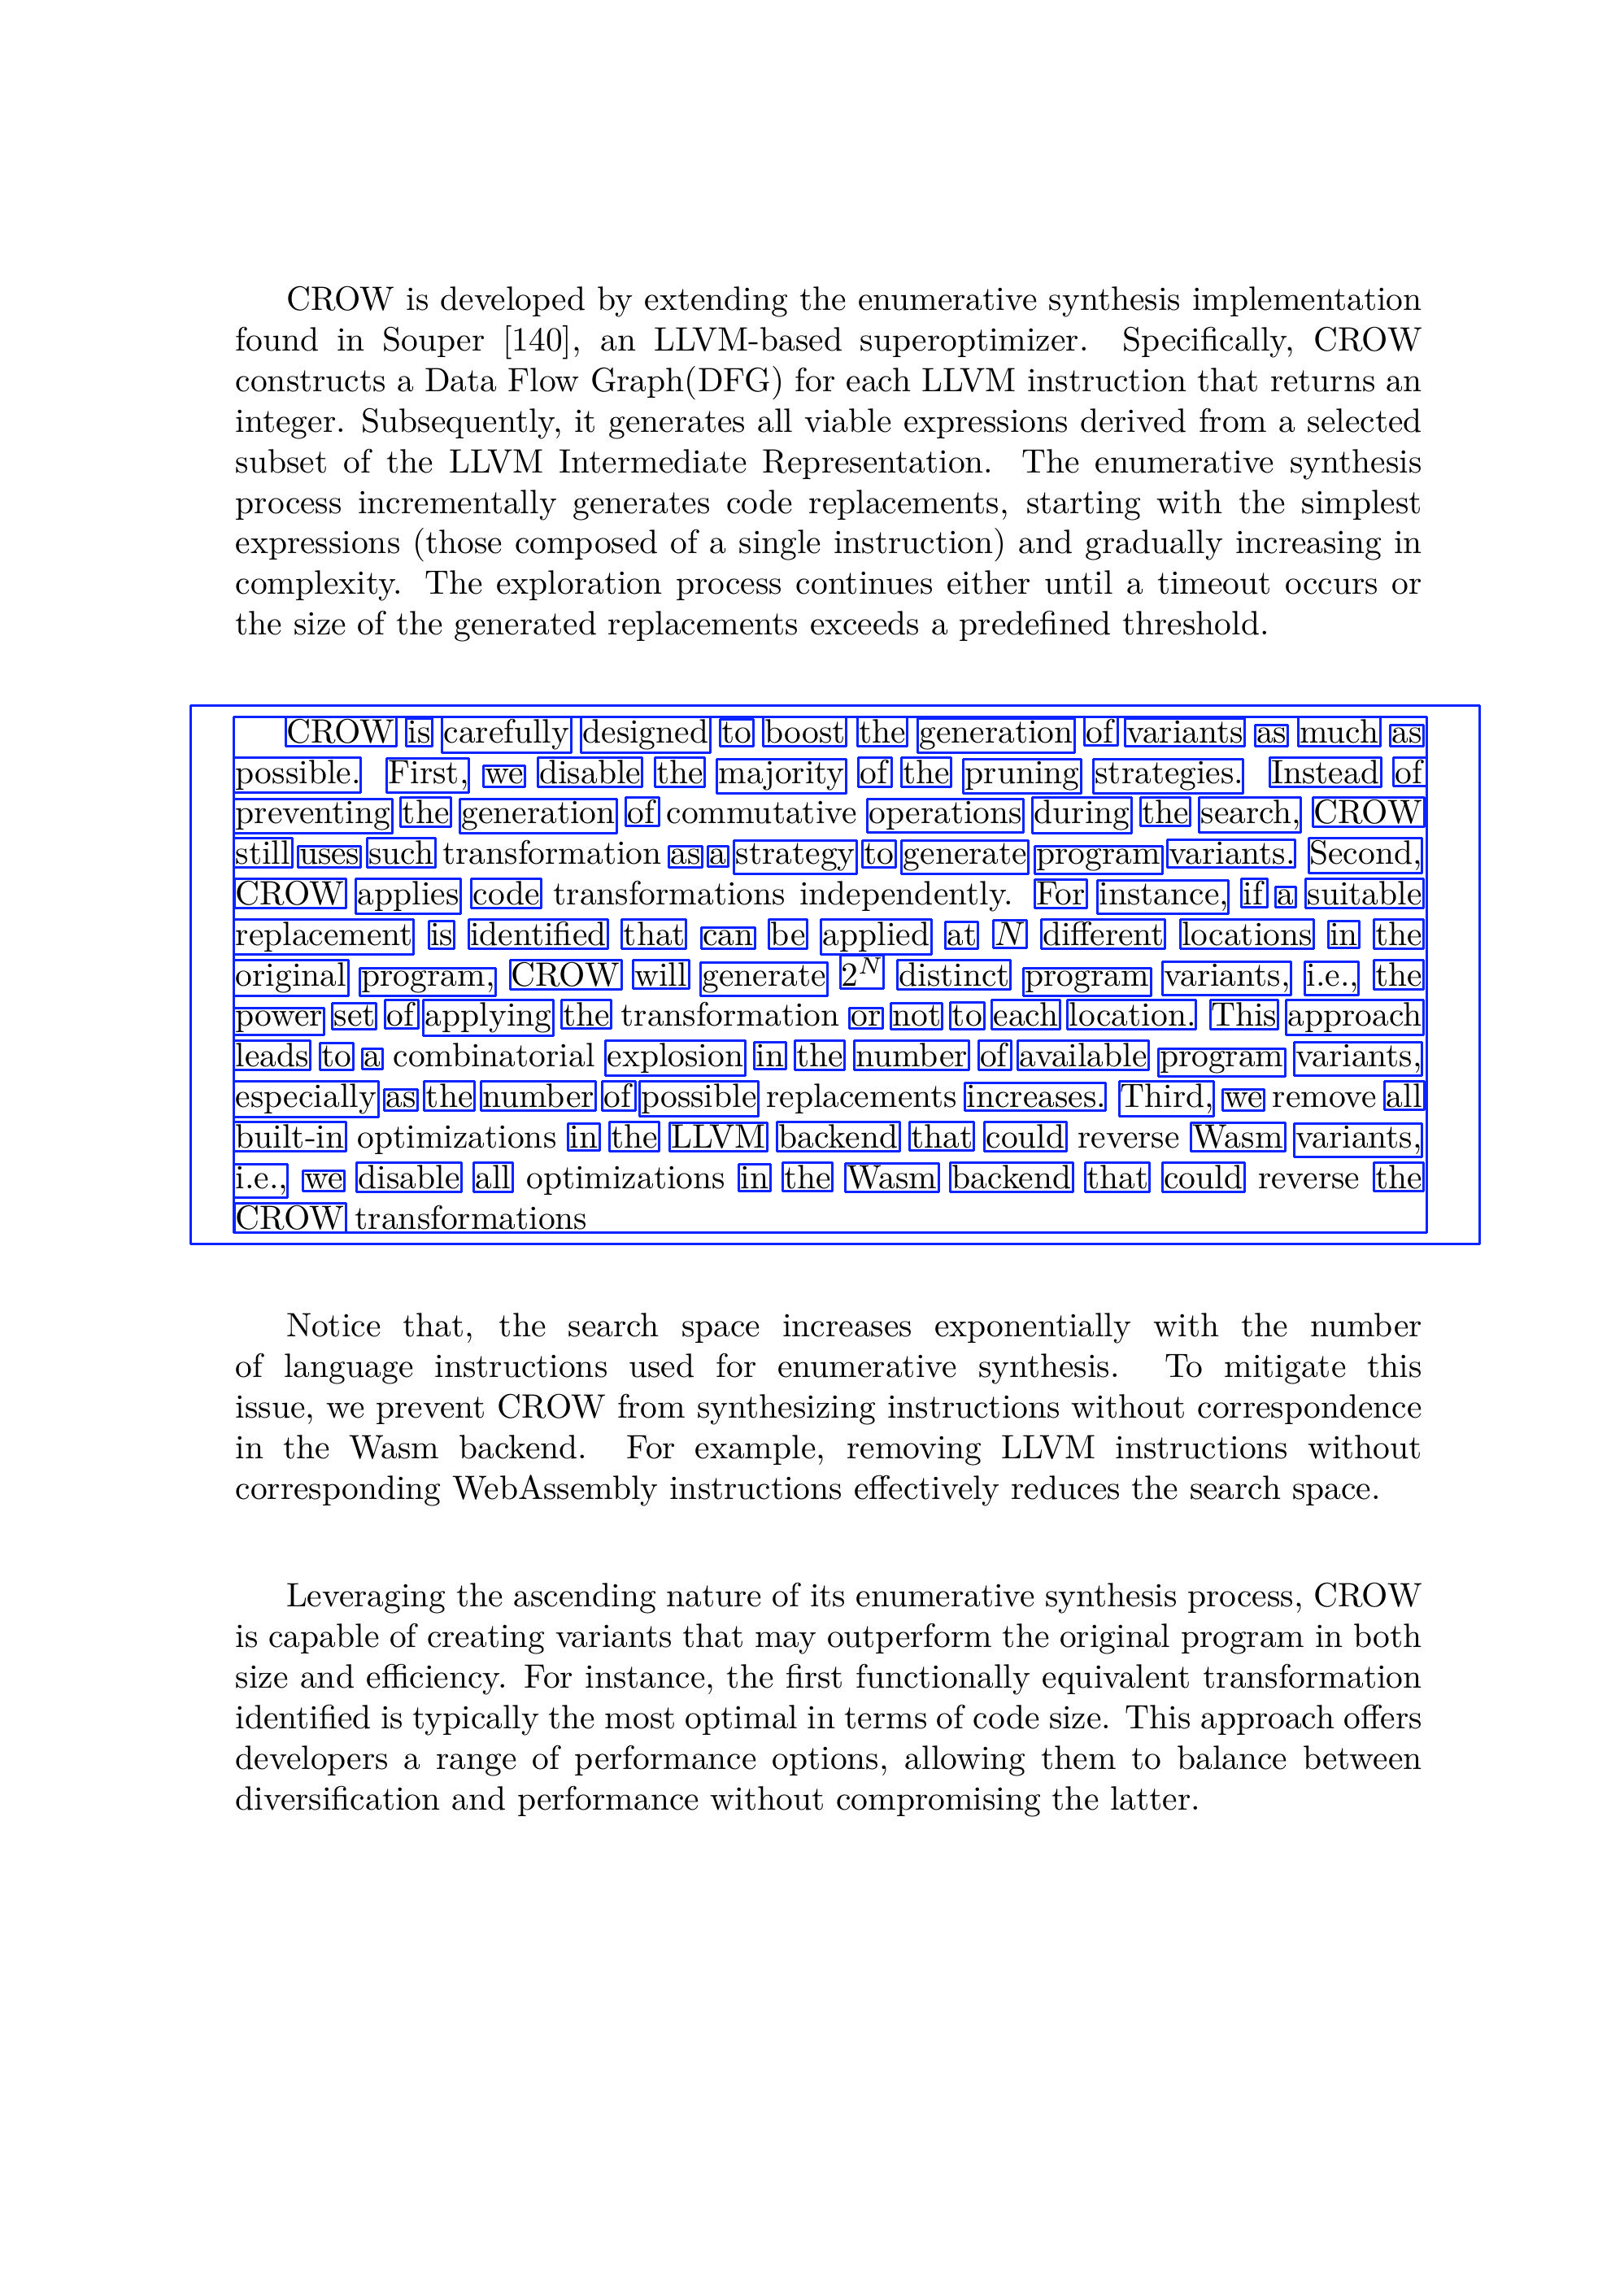 CROW is developed by extending the enumerative synthesis implementation
found in Souper [140], an LLVM-based superoptimizer. Specifically, CROW
constructs a Data Flow Graph(DFG) for each LLVM instruction that returns an
integer. Subsequently, it generates all viable expressions derived from a selected
subset of the LLVM Intermediate Representation. The enumerative synthesis
process incrementally generates code replacements, starting with the simplest
expressions (those composed of a single instruction) and gradually increasing in
complexity. The exploration process continues either until a timeout occurs or
the size of the generated replacements exceeds a predefined threshold.
CROW is carefully designed to boost the generation of variants as much as
possible. First, we disable the majority of the pruning strategies. Instead of
preventing the generation of commutative operations during the search, CROW
still uses such transformation as a strategy to generate program variants. Second,
CROW applies code transformations independently. For instance, if a suitable
replacement is identified that can be applied at N different locations in the
original program, CROW will generate 2^N distinct program variants, i.e., the
power set of applying the transformation or not to each location. This approach
leads to a combinatorial explosion in the number of available program variants,
especially as the number of possible replacements increases. Third, we remove all
built-in optimizations in the LLVM backend that could reverse Wasm variants,
i.e., we disable all optimizations in the Wasm backend that could reverse the
CROW transformations
Notice that, the search space increases exponentially with the number
of language instructions used for enumerative synthesis. To mitigate this
issue, we prevent CROW from synthesizing instructions without correspondence
in the Wasm backend. For example, removing LLVM instructions without
corresponding WebAssembly instructions effectively reduces the search space.
Leveraging the ascending nature of its enumerative synthesis process, CROW
is capable of creating variants that may outperform the original program in both
size and efficiency. For instance, the first functionally equivalent transformation
identified is typically the most optimal in terms of code size. This approach offers
developers a range of performance options, allowing them to balance between
diversification and performance without compromising the latter.